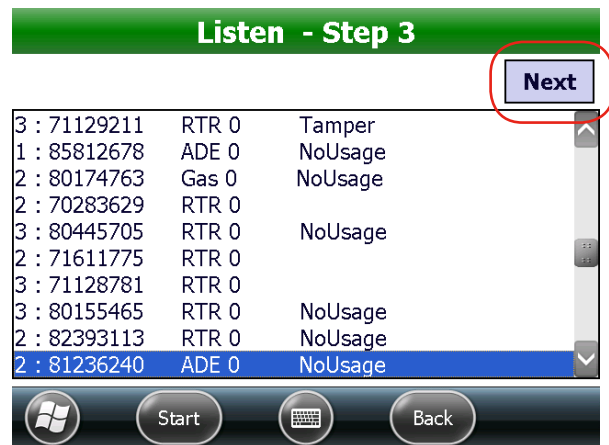 Listen - Step 3
Next
3 : 71129211 RTR 0 Tamper
1 : 85812678 ADE 0 NoUsage
2 : 80174763 Gas 0 NoUsage
2 : 70283629 RTR 0
3 : 80445705 RTR 0 NoUsage
2 : 71611775 RTR 0
3 : 71128781 RTR 0
3 : 80155465 RTR 0 NoUsage
2 : 82393113 RTR 0 NoUsage
2 : 81236240 ADE 0 NoUsage
Start Back